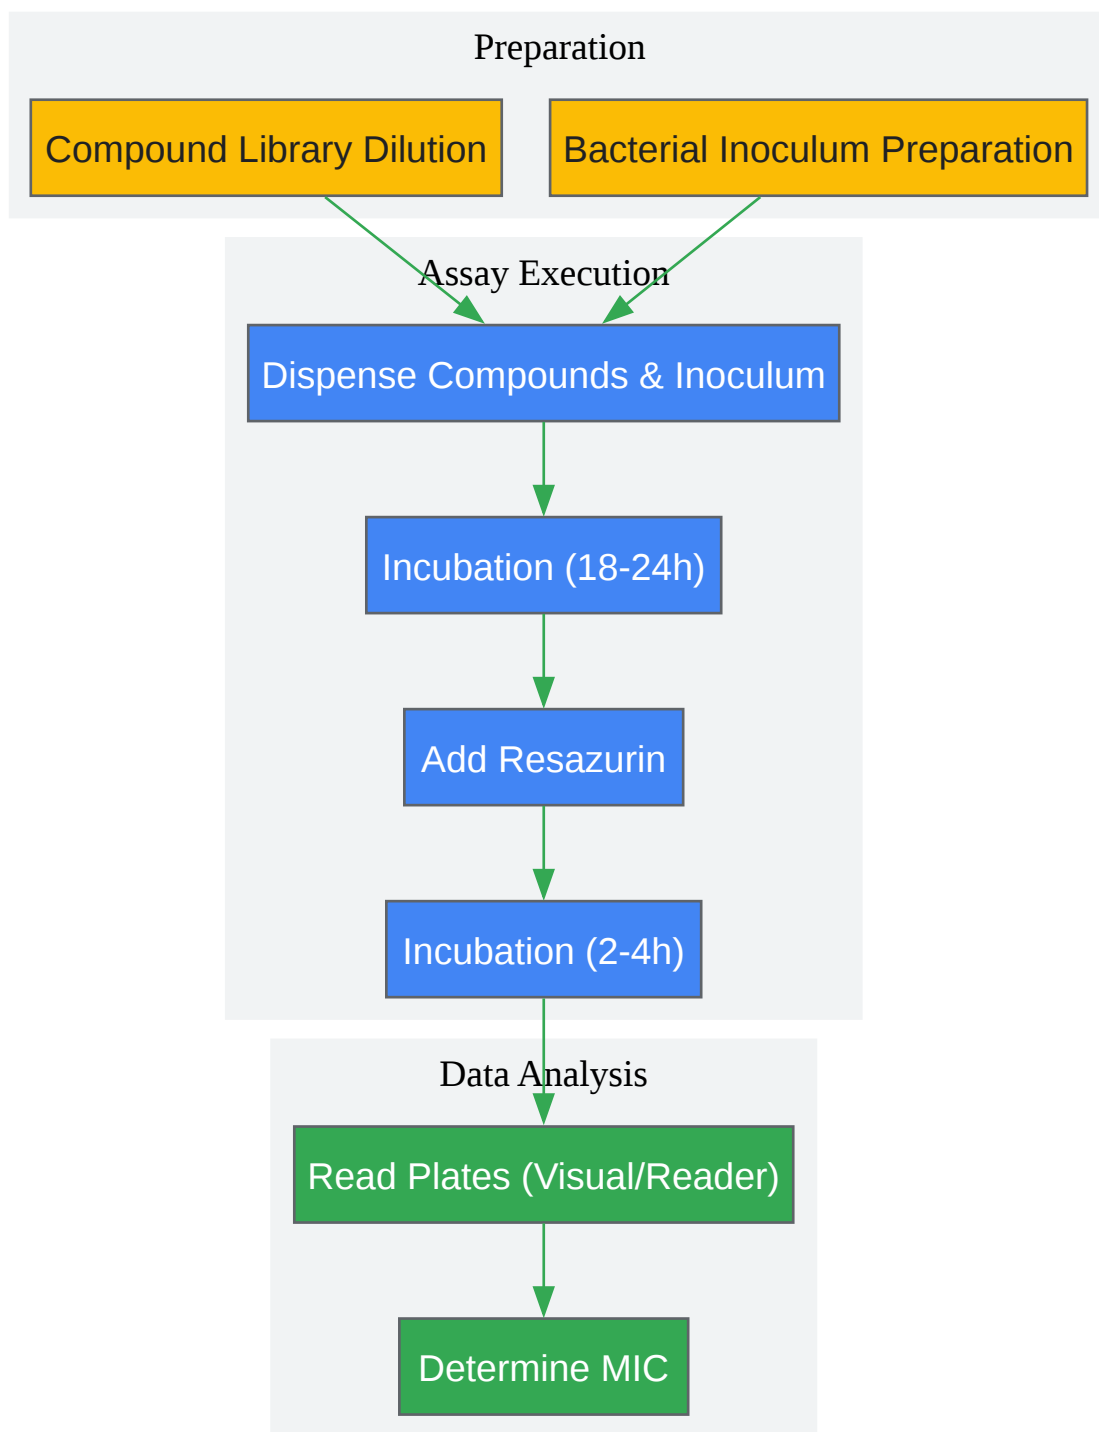 Preparation
Compound Library Dilution
Bacterial Inoculum Preparation
Assay Execution
Dispense Compounds & Inoculum
Incubation (18-24h)
Add Resazurin
Incubation (2-4h)
Data Analysis
Read Plates (Visual/Reader)
Determine MIC